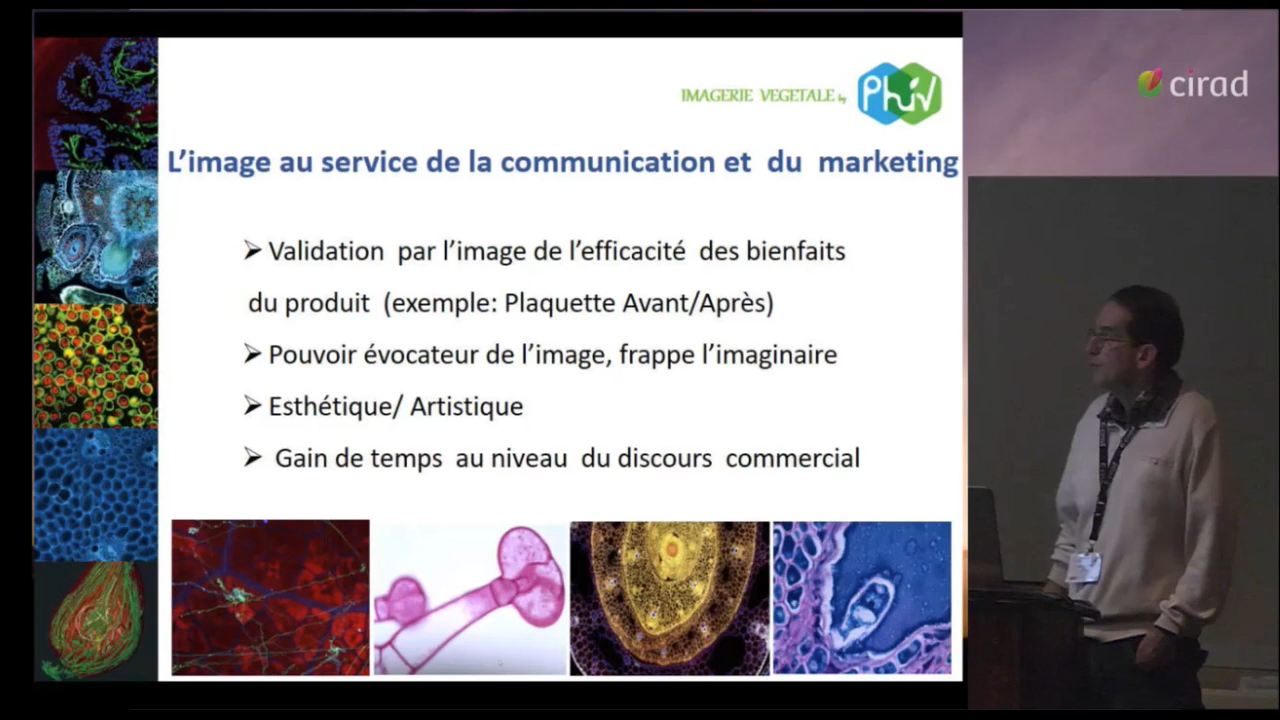 IMAGERIE VEGETALE by PHIV
cirad
L’image au service de la communication et du marketing
➢ Validation par l’image de l’efficacité des bienfaits
du produit (exemple: Plaquette Avant/Après)
➢ Pouvoir évocateur de l’image, frappe l’imaginaire
➢ Esthétique/ Artistique
➢ Gain de temps au niveau du discours commercial